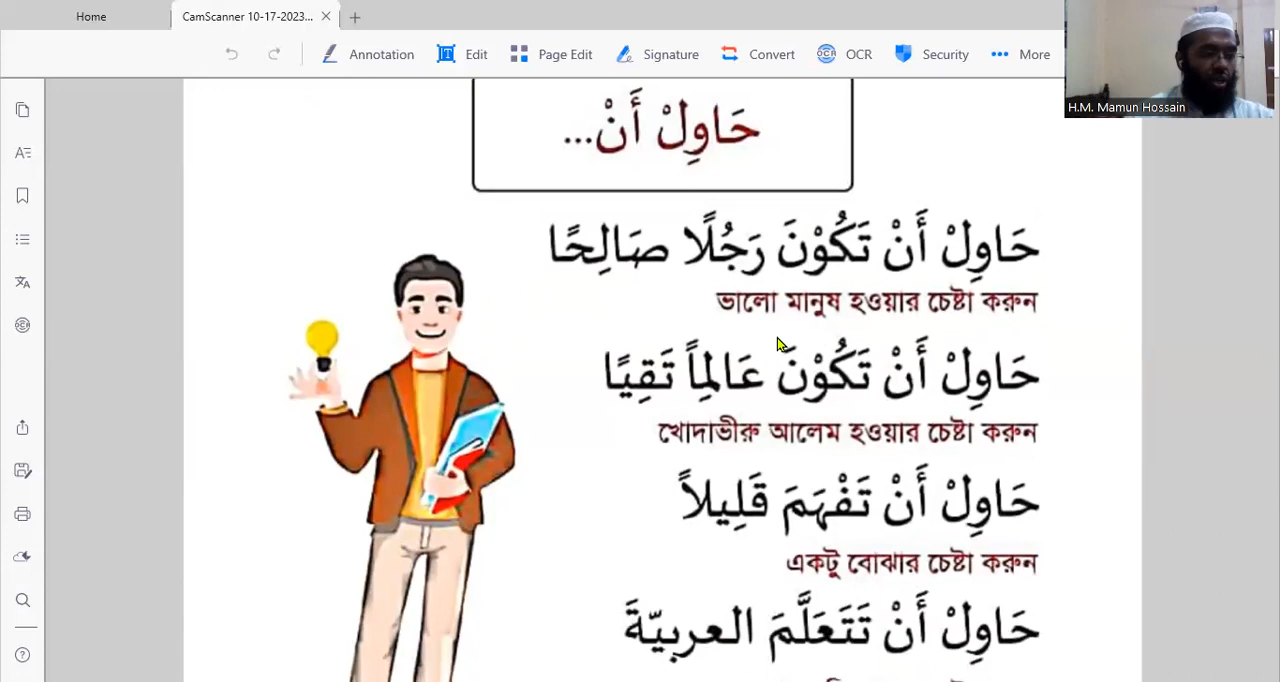 Home
CamScanner 10-17-2023...
Annotation
Edit
Page Edit
Signature
Convert
OCR
Security
More
H.M. Mamun Hossain
حَاوِلْ أَنْ...
حَاوِلْ أَنْ تَكُوْنَ رَجُلًا صَالِحًا
ভালো মানুষ হওয়ার চেষ্টা করুন
حَاوِلْ أَنْ تَكُوْنَ عَالِماً تَقِيًا
খোদাভীরু আলেম হওয়ার চেষ্টা করুন
حَاوِلْ أَنْ تَفْهَمَ قَلِيلاً
একটু বোঝার চেষ্টা করুন
حَاوِلْ أَنْ تَتَعَلَّمَ العربيّةَ